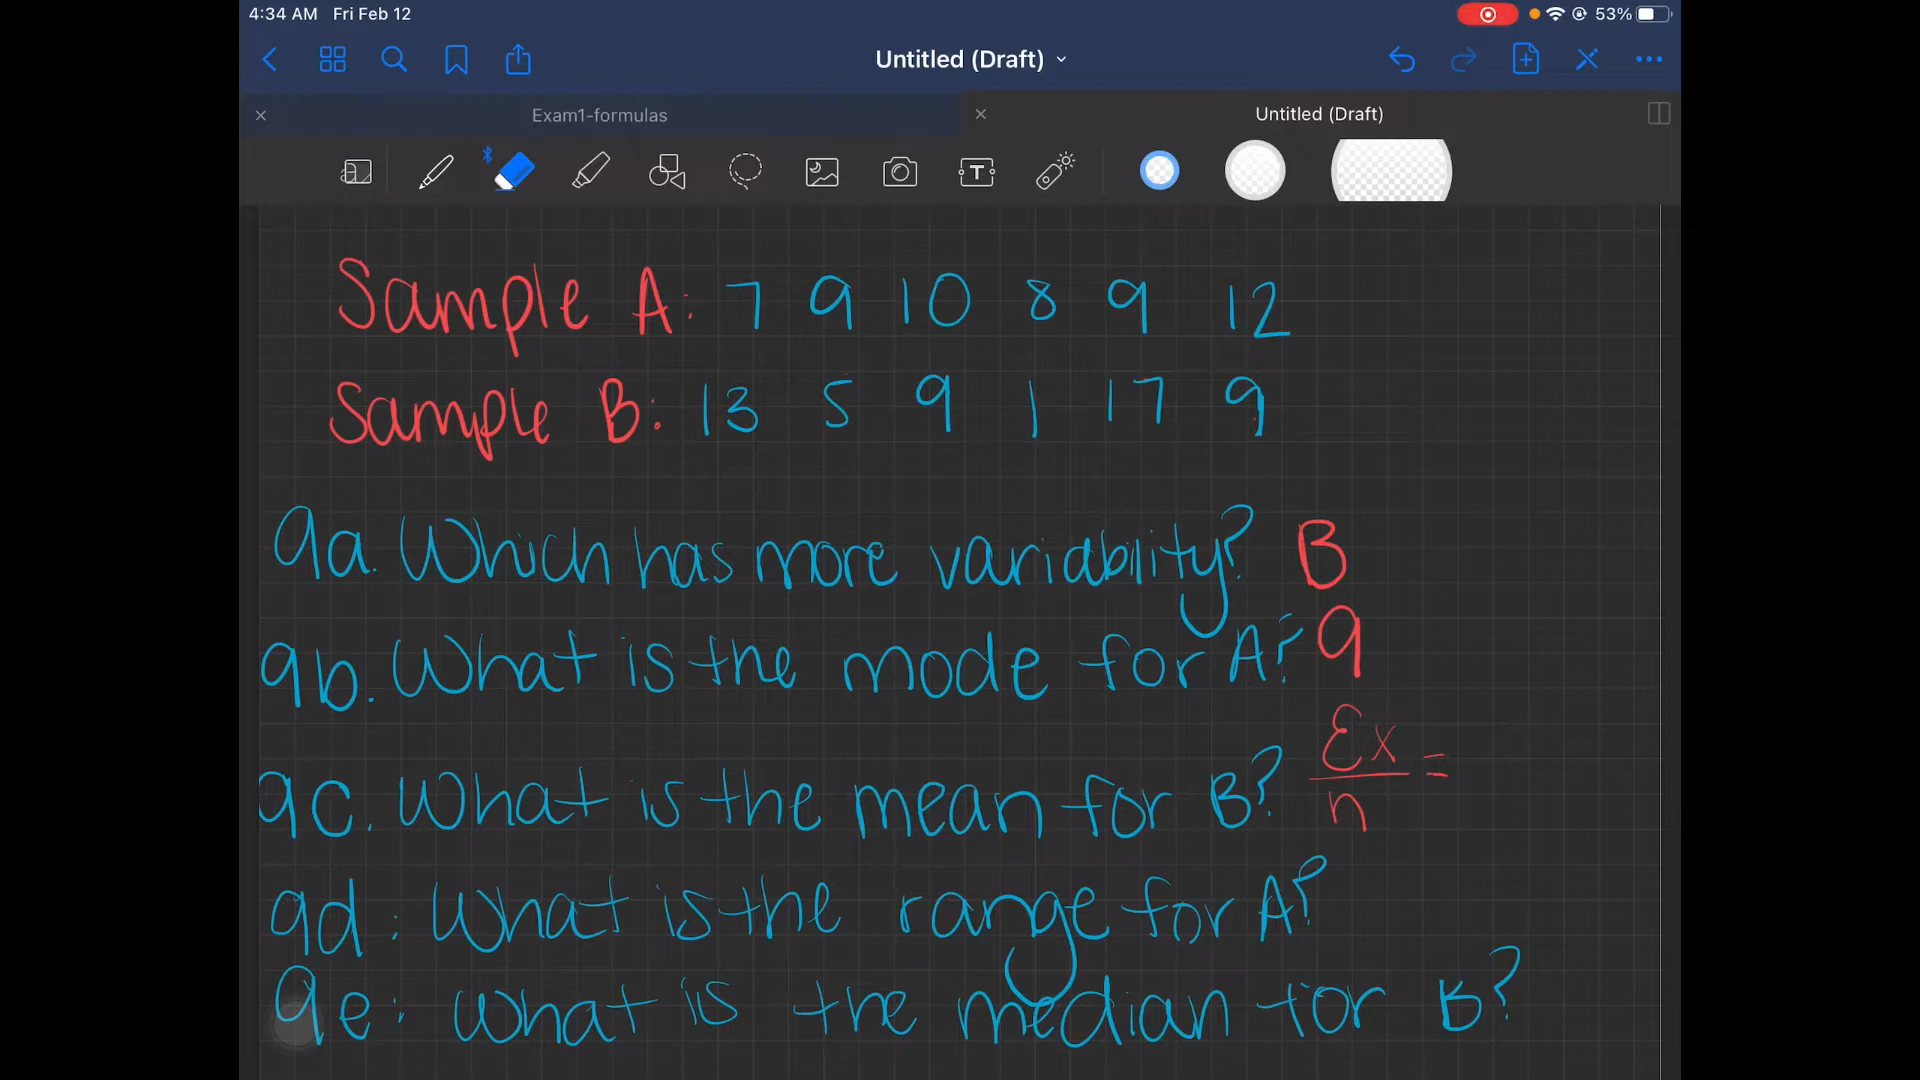 4:34 AM Fri Feb 12 53%
Untitled (Draft)
Exam1-formulas Untitled (Draft)
T
Sample A: 7 9 10 8 9 12
Sample B: 13 5 9 1 17 9
9a. Which has more variability? B
9b. What is the mode for A? 9
9c. What is the mean for B? Σx/n =
9d: What is the range for A?
9e: What is the median for B?